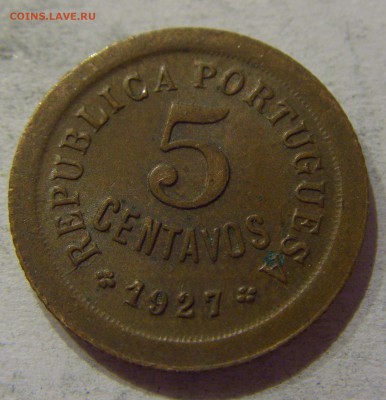 COINS.LAVE.RU
REPUBLICA PORTUGUESA
5
CENTAVOS
* 1927 *